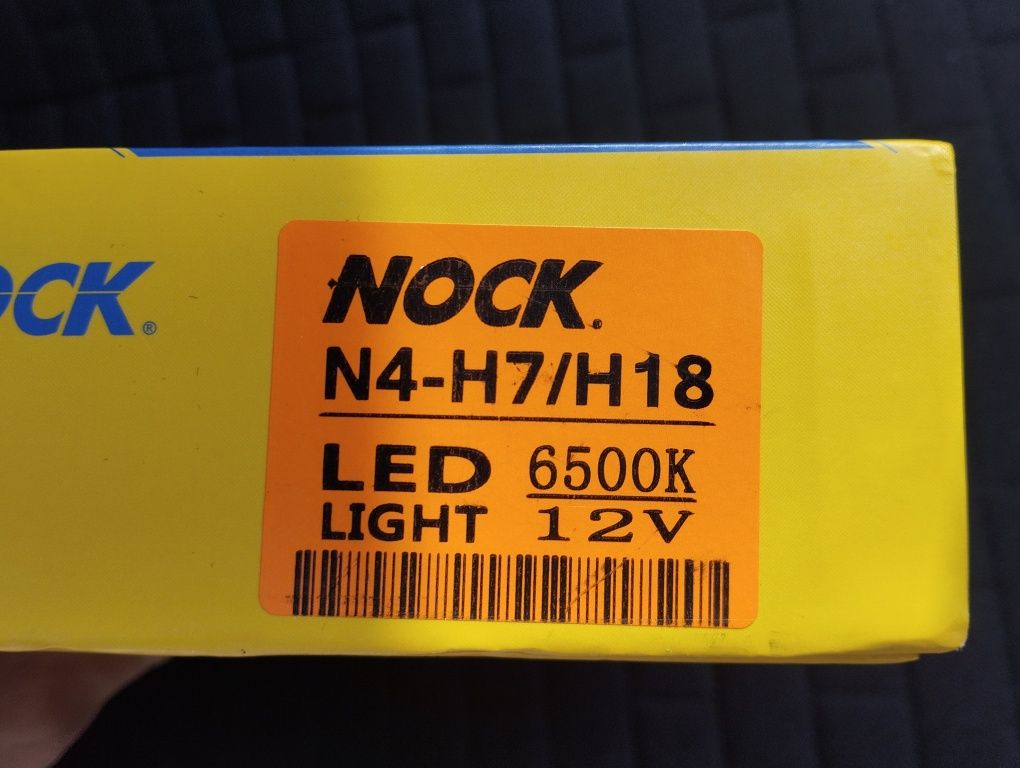 OCK®
NOCK.
N4-H7/H18
LED 6500K
LIGHT 12V